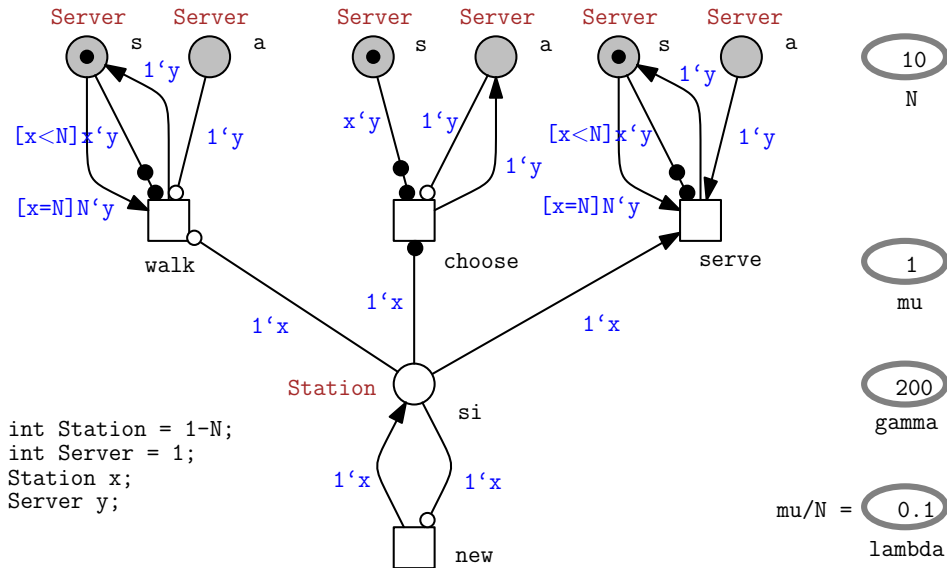 Server Server Server Server Server Server
s a s a s a
10
N
1‘y 1‘y
[x<N]x‘y 1‘y x‘y 1‘y [x<N]x‘y 1‘y
1‘y
[x=N]N‘y [x=N]N‘y
walk choose serve
1
mu
1‘x 1‘x 1‘x
Station
si
200
gamma
int Station = 1-N;
int Server = 1;
Station x;
Server y;
1‘x 1‘x
mu/N = 0.1
lambda
new